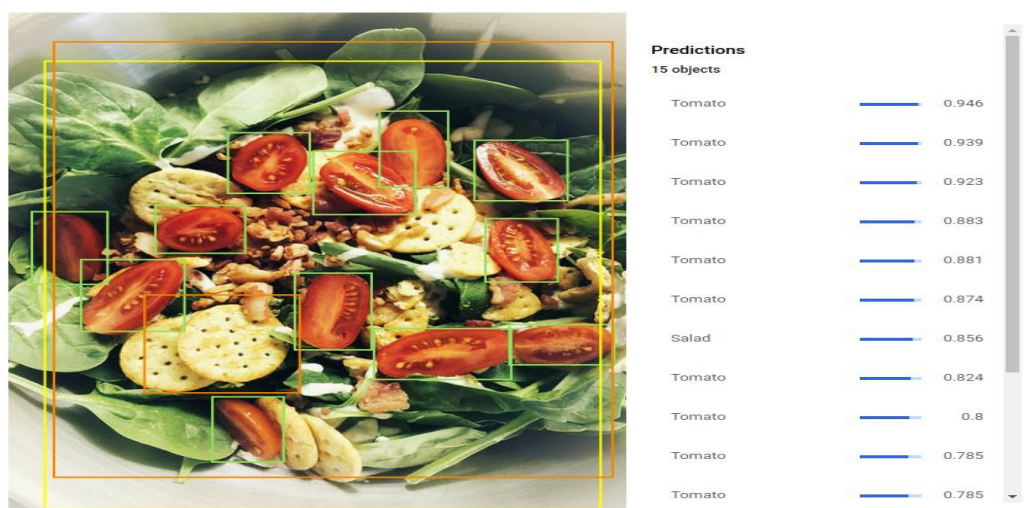 Predictions
15 objects
Tomato 0.946
Tomato 0.939
Tomato 0.923
Tomato 0.883
Tomato 0.881
Tomato 0.874
Salad 0.856
Tomato 0.824
Tomato 0.8
Tomato 0.785
Tomato 0.785